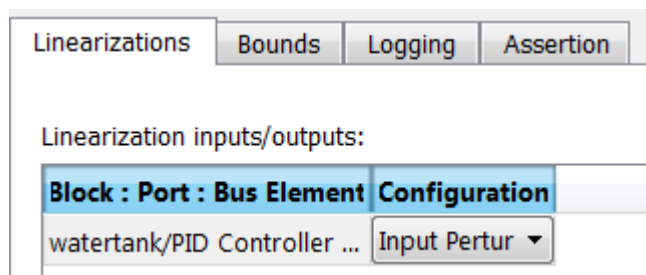 Linearizations Bounds Logging Assertion
Linearization inputs/outputs:
Block : Port : Bus Element Configuration
watertank/PID Controller ... Input Pertur